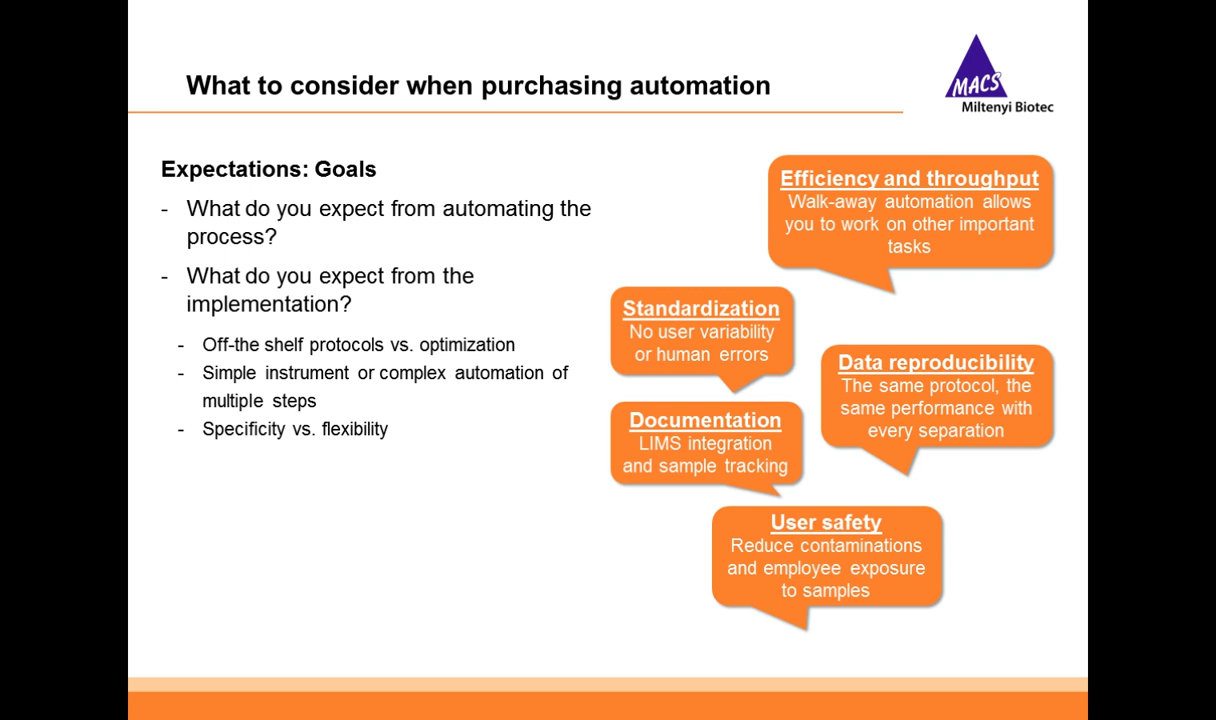 What to consider when purchasing automation
MACS
Miltenyi Biotec
Expectations: Goals
- What do you expect from automating the
process?
- What do you expect from the
implementation?
- Off-the shelf protocols vs. optimization
- Simple instrument or complex automation of
multiple steps
- Specificity vs. flexibility
Efficiency and throughput
Walk-away automation allows
you to work on other important
tasks
Standardization
No user variability
or human errors
Data reproducibility
The same protocol, the
same performance with
every separation
Documentation
LIMS integration
and sample tracking
User safety
Reduce contaminations
and employee exposure
to samples